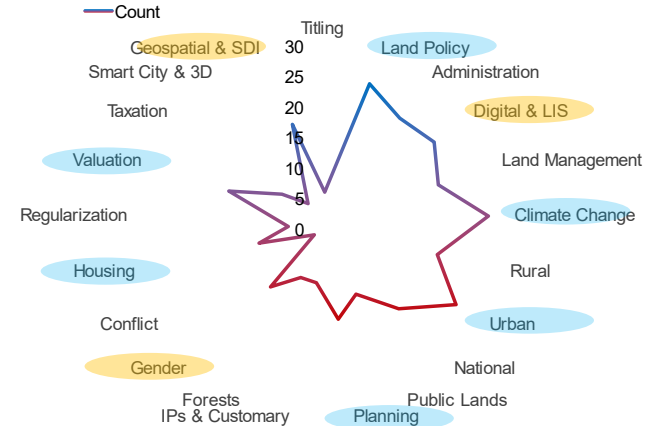 Count
Titling
Geospatial & SDI
30
Land Policy
Smart City & 3D
25
Administration
Taxation
20
Digital & LIS
15
Valuation
10
Land Management
5
Regularization
0
Climate Change
Housing
Rural
Conflict
Urban
Gender
National
Forests
Public Lands
IPs & Customary
Planning